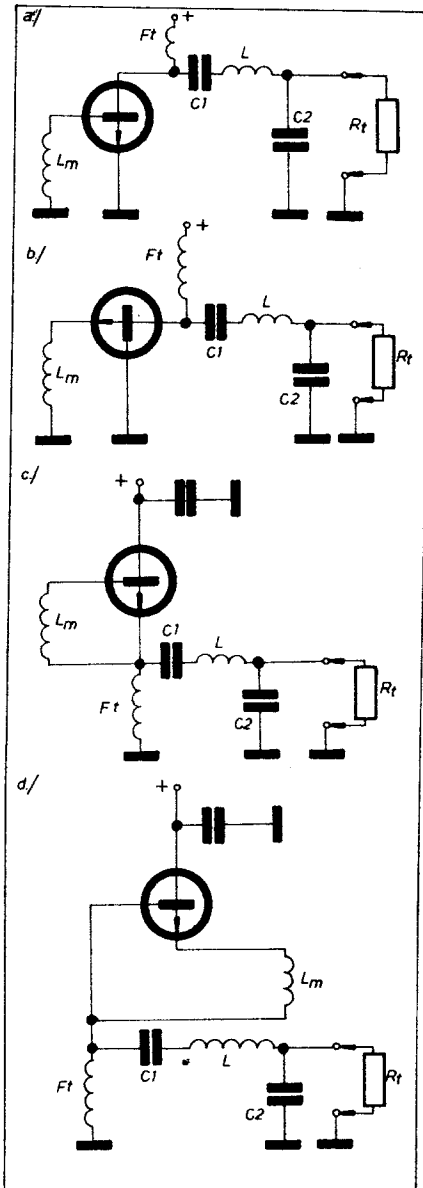 a./
Ft
+
C1
L
C2
Rt
Lm
b./
Ft
+
C1
L
C2
Rt
Lm
c./
+
Lm
C1
L
Ft
C2
Rt
d./
+
Lm
Ft
C1
L
C2
Rt